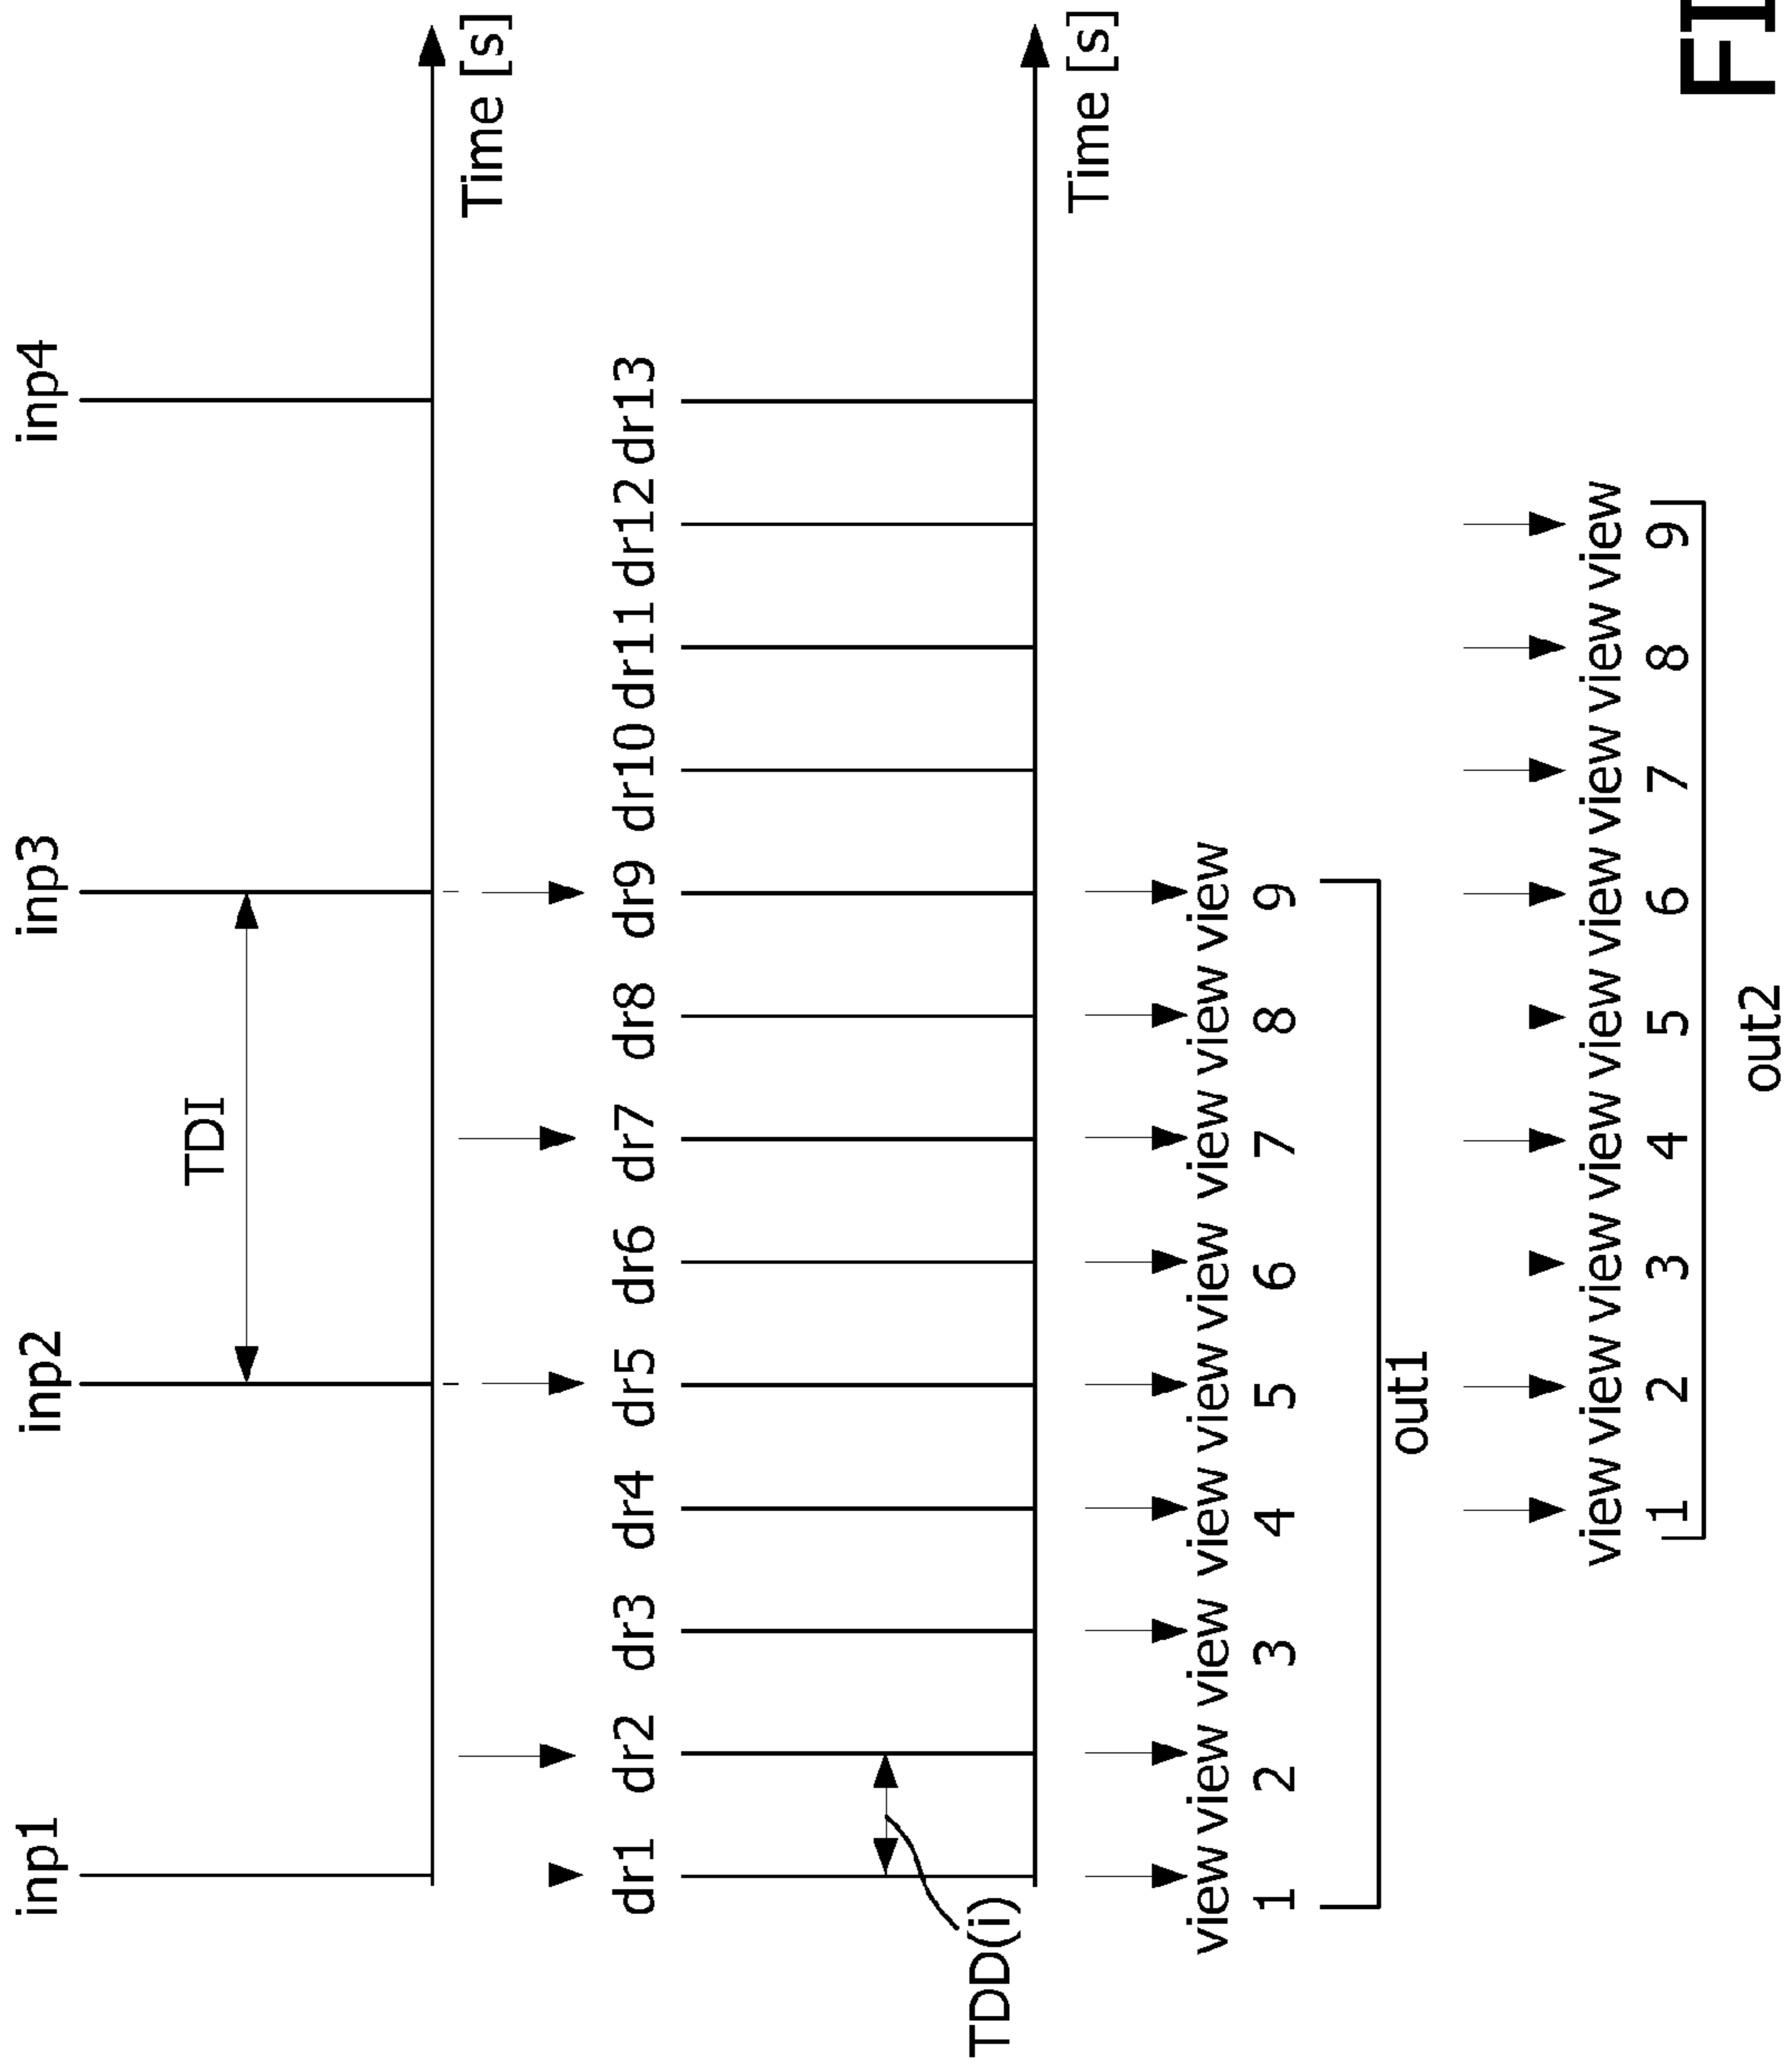 inp1 inp2 inp3 inp4
TDI
Time [s]
dr1 dr2 dr3 dr4 dr5 dr6 dr7 dr8 dr9 dr10 dr11 dr12 dr13
TDD(i)
Time [s]
view view view view view view view view view
1 2 3 4 5 6 7 8 9
out1
view view view view view view view view view
1 2 3 4 5 6 7 8 9
out2
FI